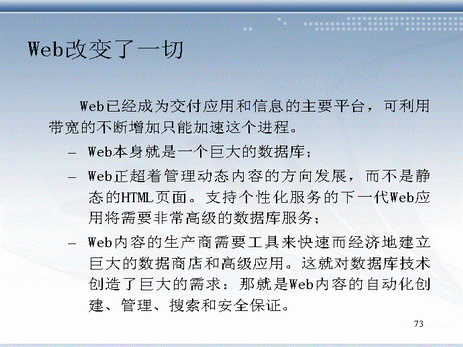 Web改变了一切
Web已经成为交付应用和信息的主要平台，可利用
带宽的不断增加只能加速这个进程。
– Web本身就是一个巨大的数据库；
– Web正超着管理动态内容的方向发展，而不是静
态的HTML页面。支持个性化服务的下一代Web应
用将需要非常高级的数据库服务；
– Web内容的生产商需要工具来快速而经济地建立
巨大的数据商店和高级应用。这就对数据库技术
创造了巨大的需求：那就是Web内容的自动化创
建、管理、搜索和安全保证。
73